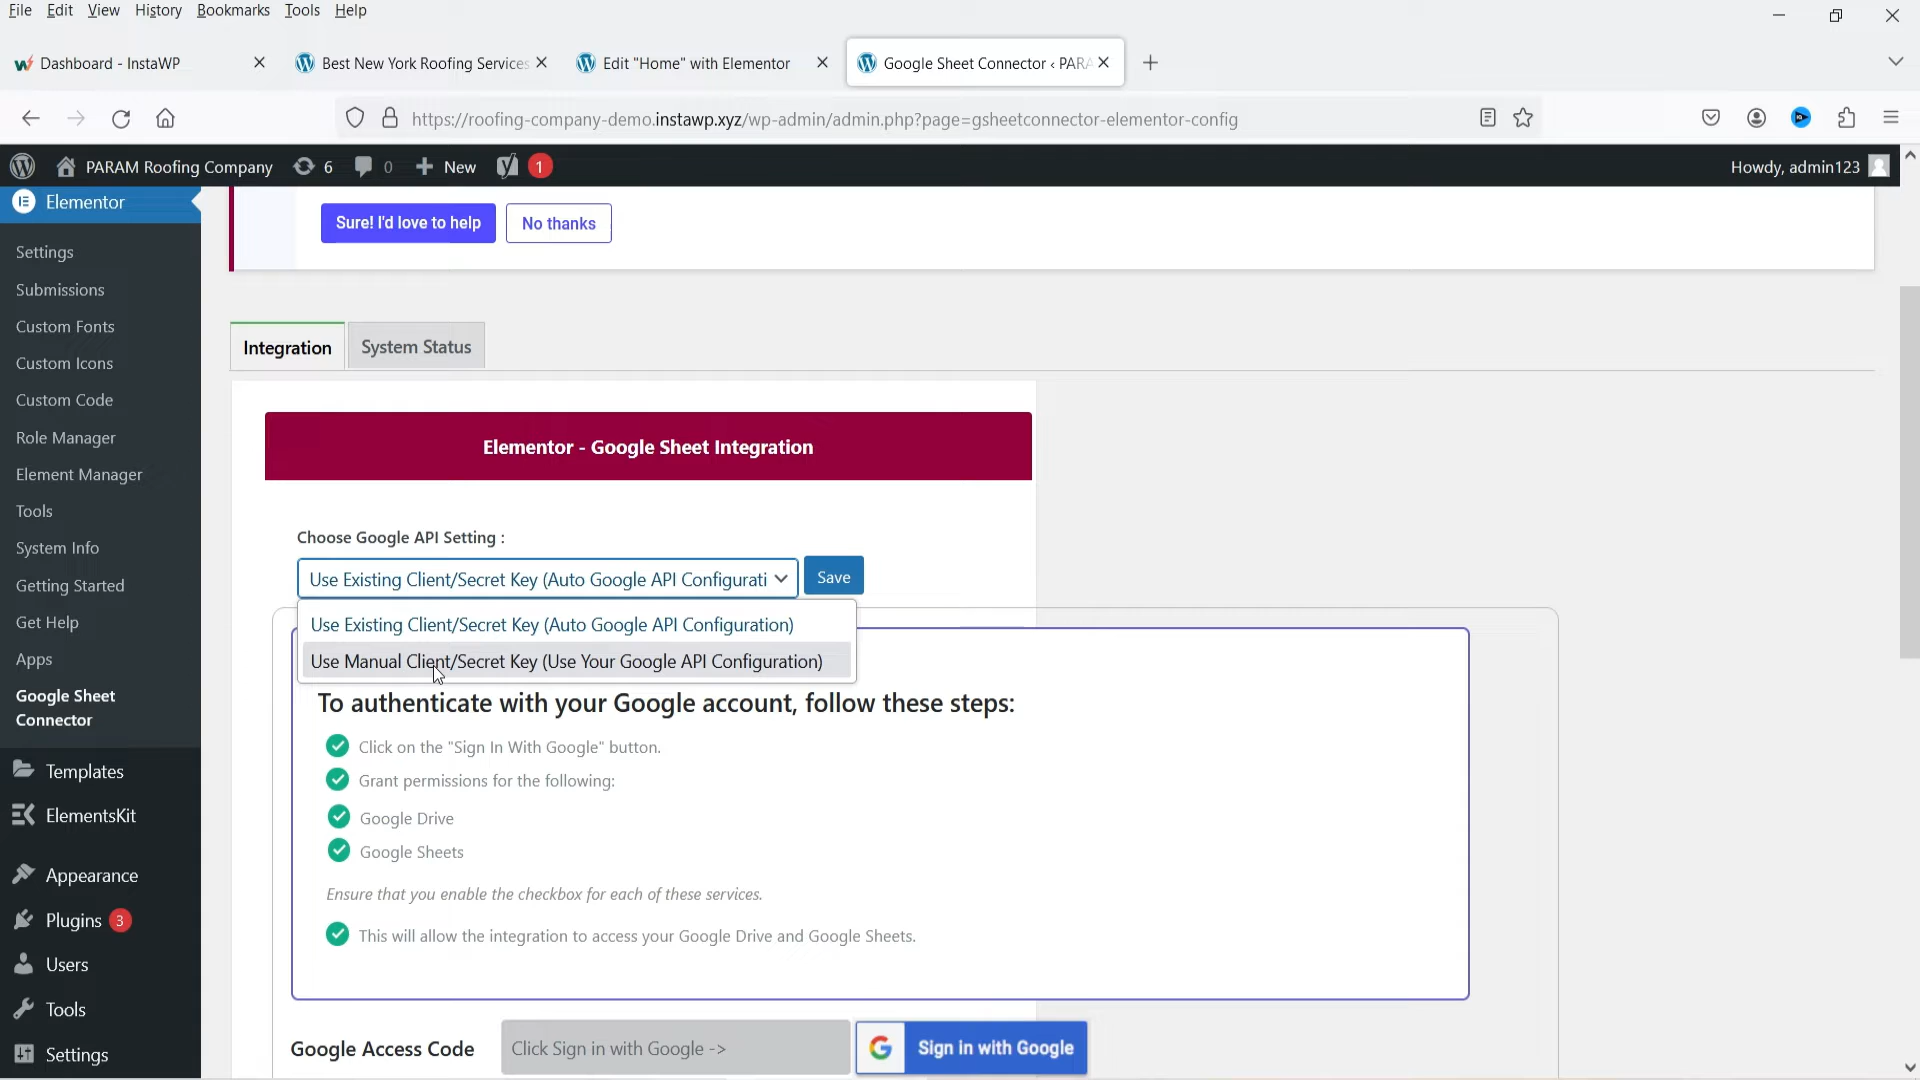 File Edit View History Bookmarks Tools Help
Dashboard - InstaWP
Best New York Roofing Services
Edit "Home" with Elementor
Google Sheet Connector ‹ PARA
https://roofing-company-demo.instawp.xyz/wp-admin/admin.php?page=gsheetconnector-elementor-config
PARAM Roofing Company 6 0 New 1
Howdy, admin123
Elementor
Settings
Submissions
Custom Fonts
Custom Icons
Custom Code
Role Manager
Element Manager
Tools
System Info
Getting Started
Get Help
Apps
Google Sheet
Connector
Templates
ElementsKit
Appearance
Plugins 3
Users
Tools
Settings
Sure! I'd love to help
No thanks
Integration
System Status
Elementor - Google Sheet Integration
Choose Google API Setting :
Use Existing Client/Secret Key (Auto Google API Configurati
Save
Use Existing Client/Secret Key (Auto Google API Configuration)
Use Manual Client/Secret Key (Use Your Google API Configuration)
To authenticate with your Google account, follow these steps:
Click on the "Sign In With Google" button.
Grant permissions for the following:
Google Drive
Google Sheets
Ensure that you enable the checkbox for each of these services.
This will allow the integration to access your Google Drive and Google Sheets.
Google Access Code
Click Sign in with Google ->
Sign in with Google